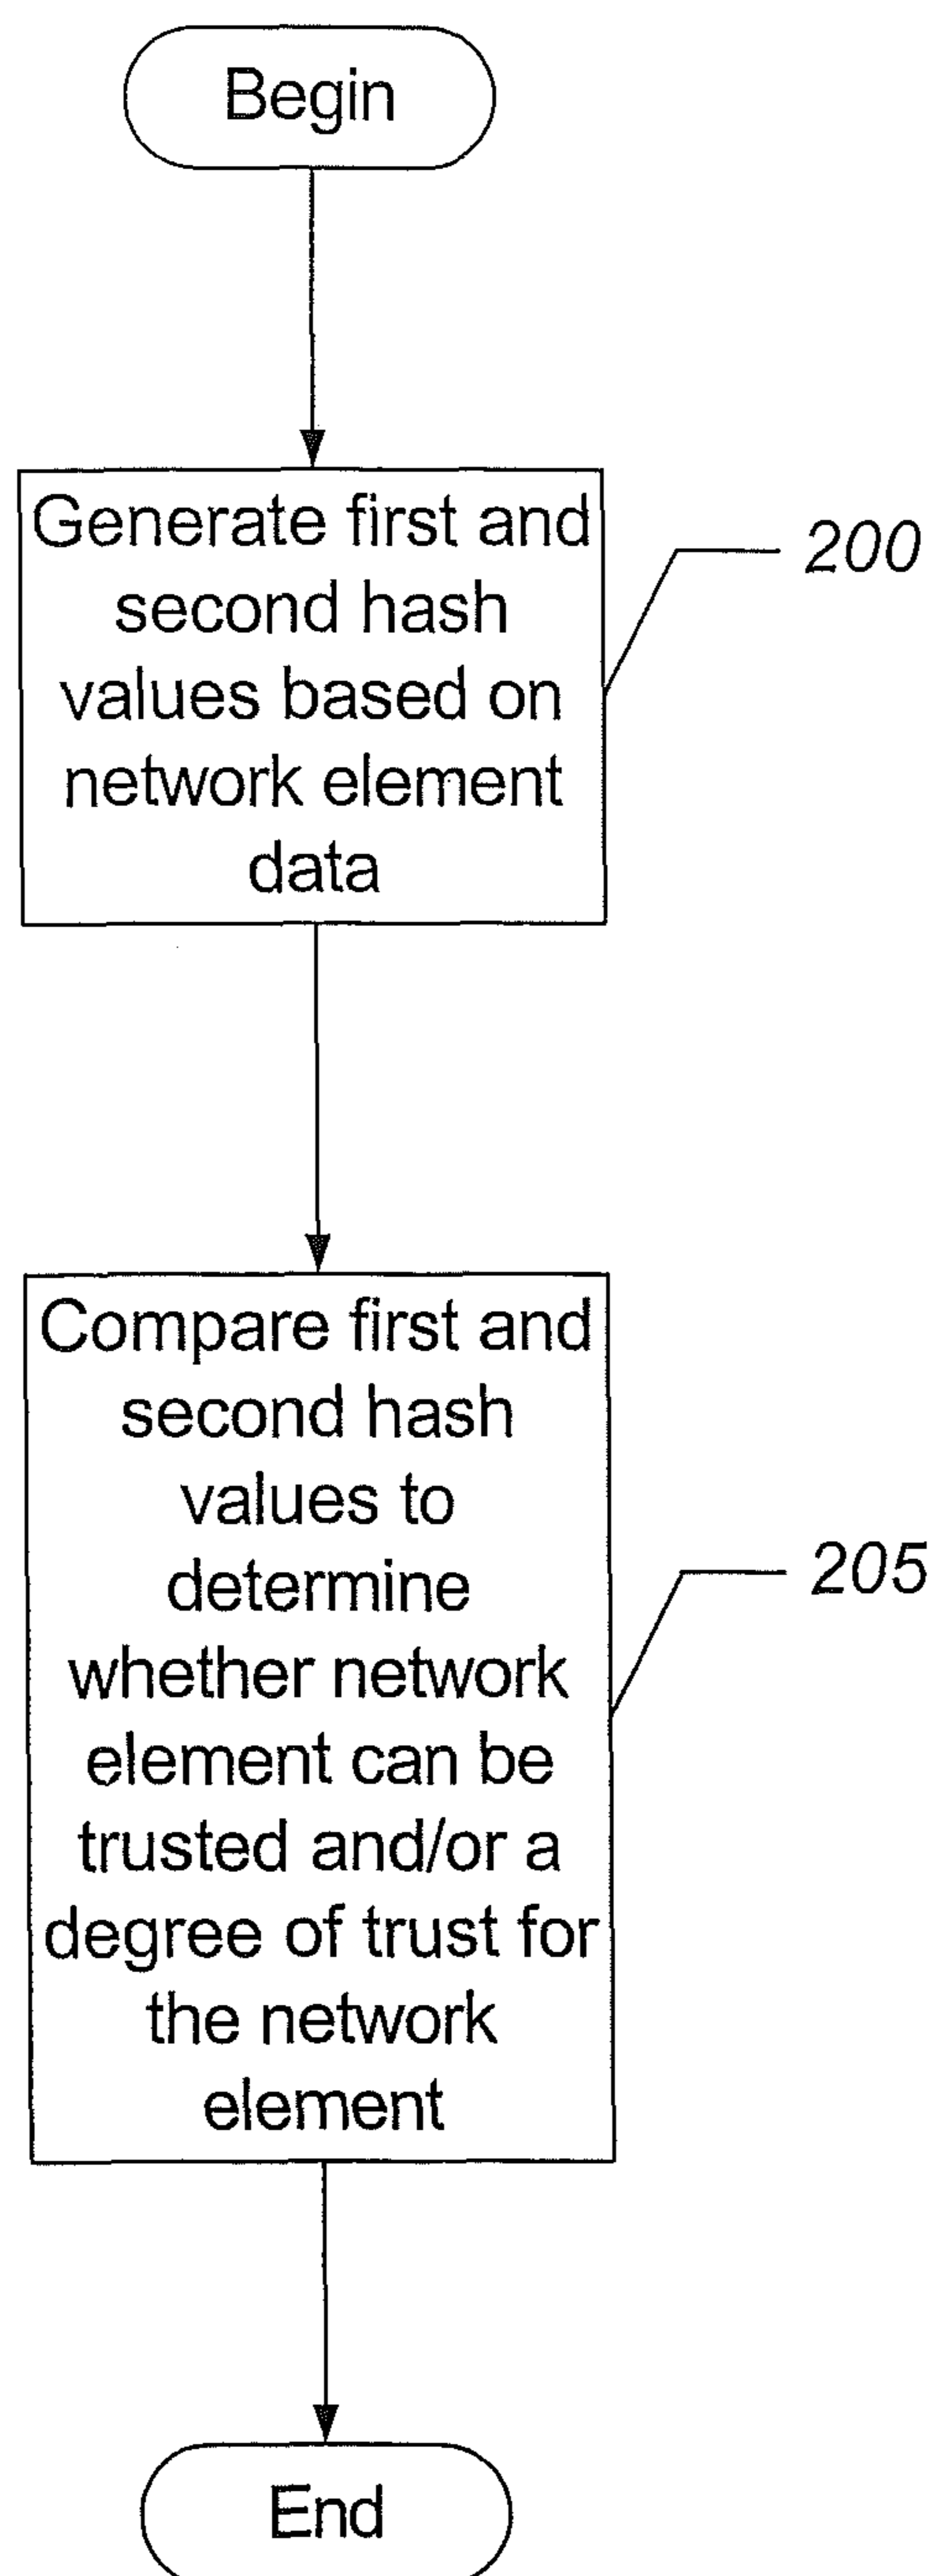 Begin
Generate first and
second hash
values based on
network element
data
200
Compare first and
second hash
values to
determine
whether network
element can be
trusted and/or a
degree of trust for
the network
element
205
End